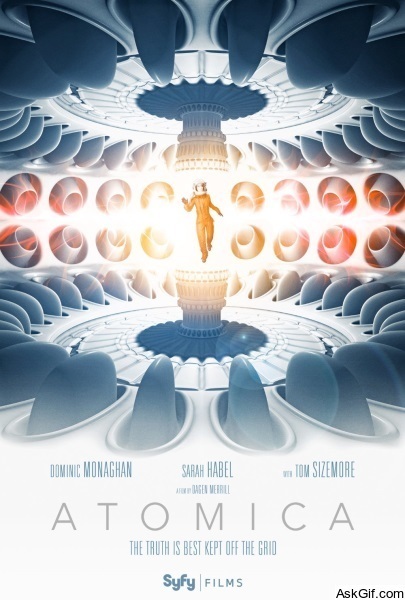 DOMINIC MONAGHAN SARAH HABEL WITH TOM SIZEMORE
A FILM BY DAGEN MERRILL
ATOMICA
THE TRUTH IS BEST KEPT OFF THE GRID
Syfy | FILMS
AskGif.com